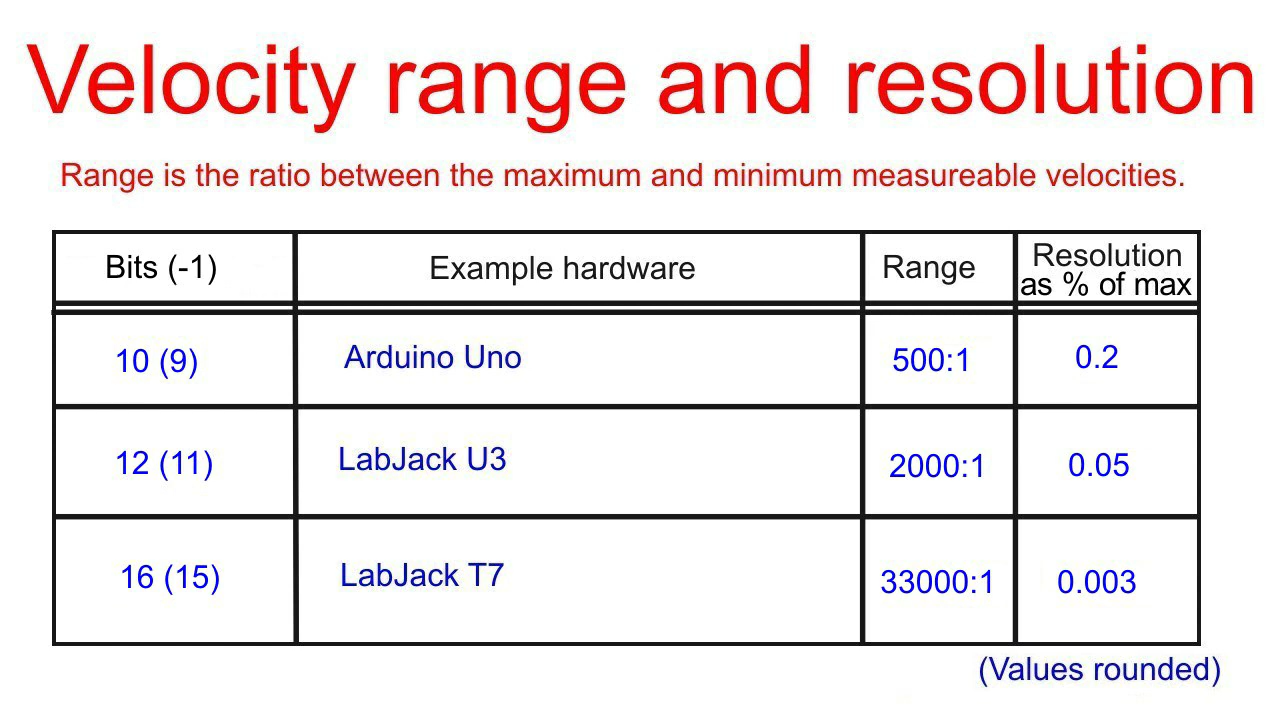 Velocity range and resolution
Range is the ratio between the maximum and minimum measureable velocities.
Bits (-1) Example hardware Range Resolution as % of max
10 (9) Arduino Uno 500:1 0.2
12 (11) LabJack U3 2000:1 0.05
16 (15) LabJack T7 33000:1 0.003
(Values rounded)